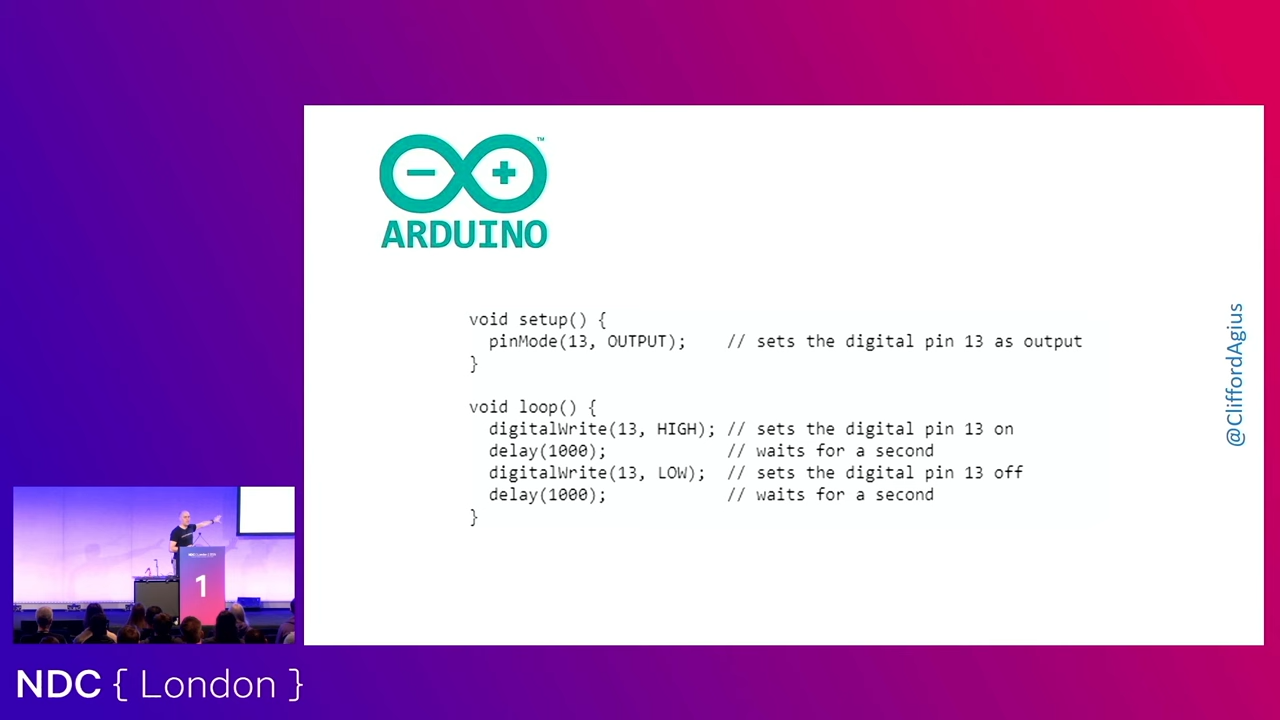 ™
ARDUINO
void setup() {
  pinMode(13, OUTPUT);    // sets the digital pin 13 as output
}
void loop() {
  digitalWrite(13, HIGH); // sets the digital pin 13 on
  delay(1000);            // waits for a second
  digitalWrite(13, LOW);  // sets the digital pin 13 off
  delay(1000);            // waits for a second
}
@CliffordAgius
1
NDC { London }